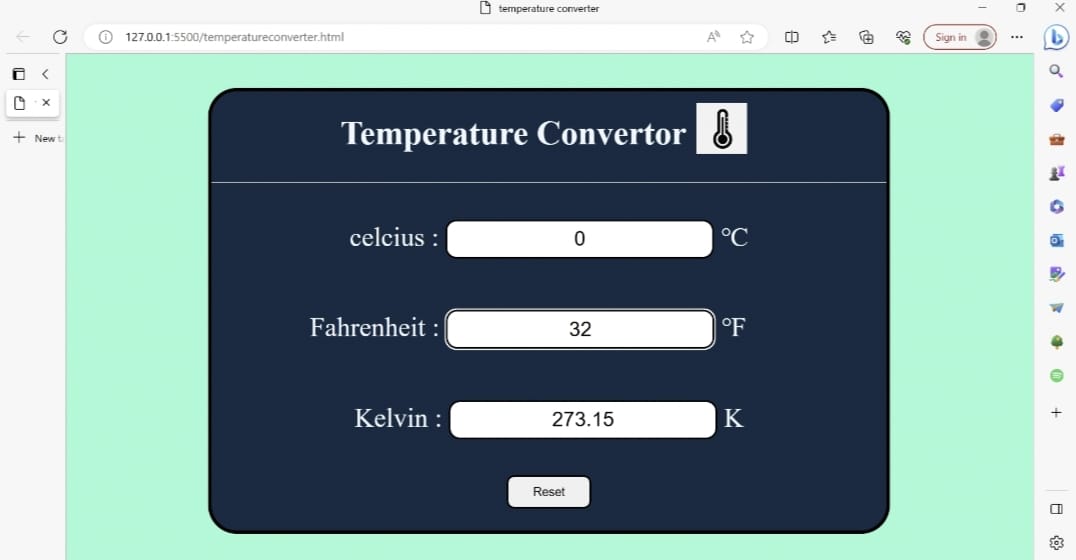 temperature converter
127.0.0.1:5500/temperatureconverter.html
Sign in
New
Temperature Convertor
celcius : 0 °C
Fahrenheit : 32 °F
Kelvin : 273.15 K
Reset